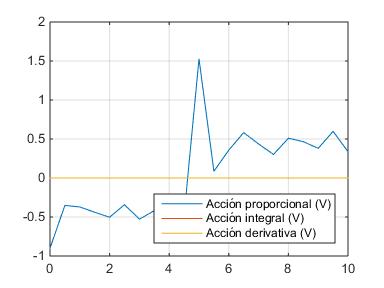 2
1.5
1
0.5
0
-0.5
-1
0 2 4 6 8 10
Acción proporcional (V)
Acción integral (V)
Acción derivativa (V)